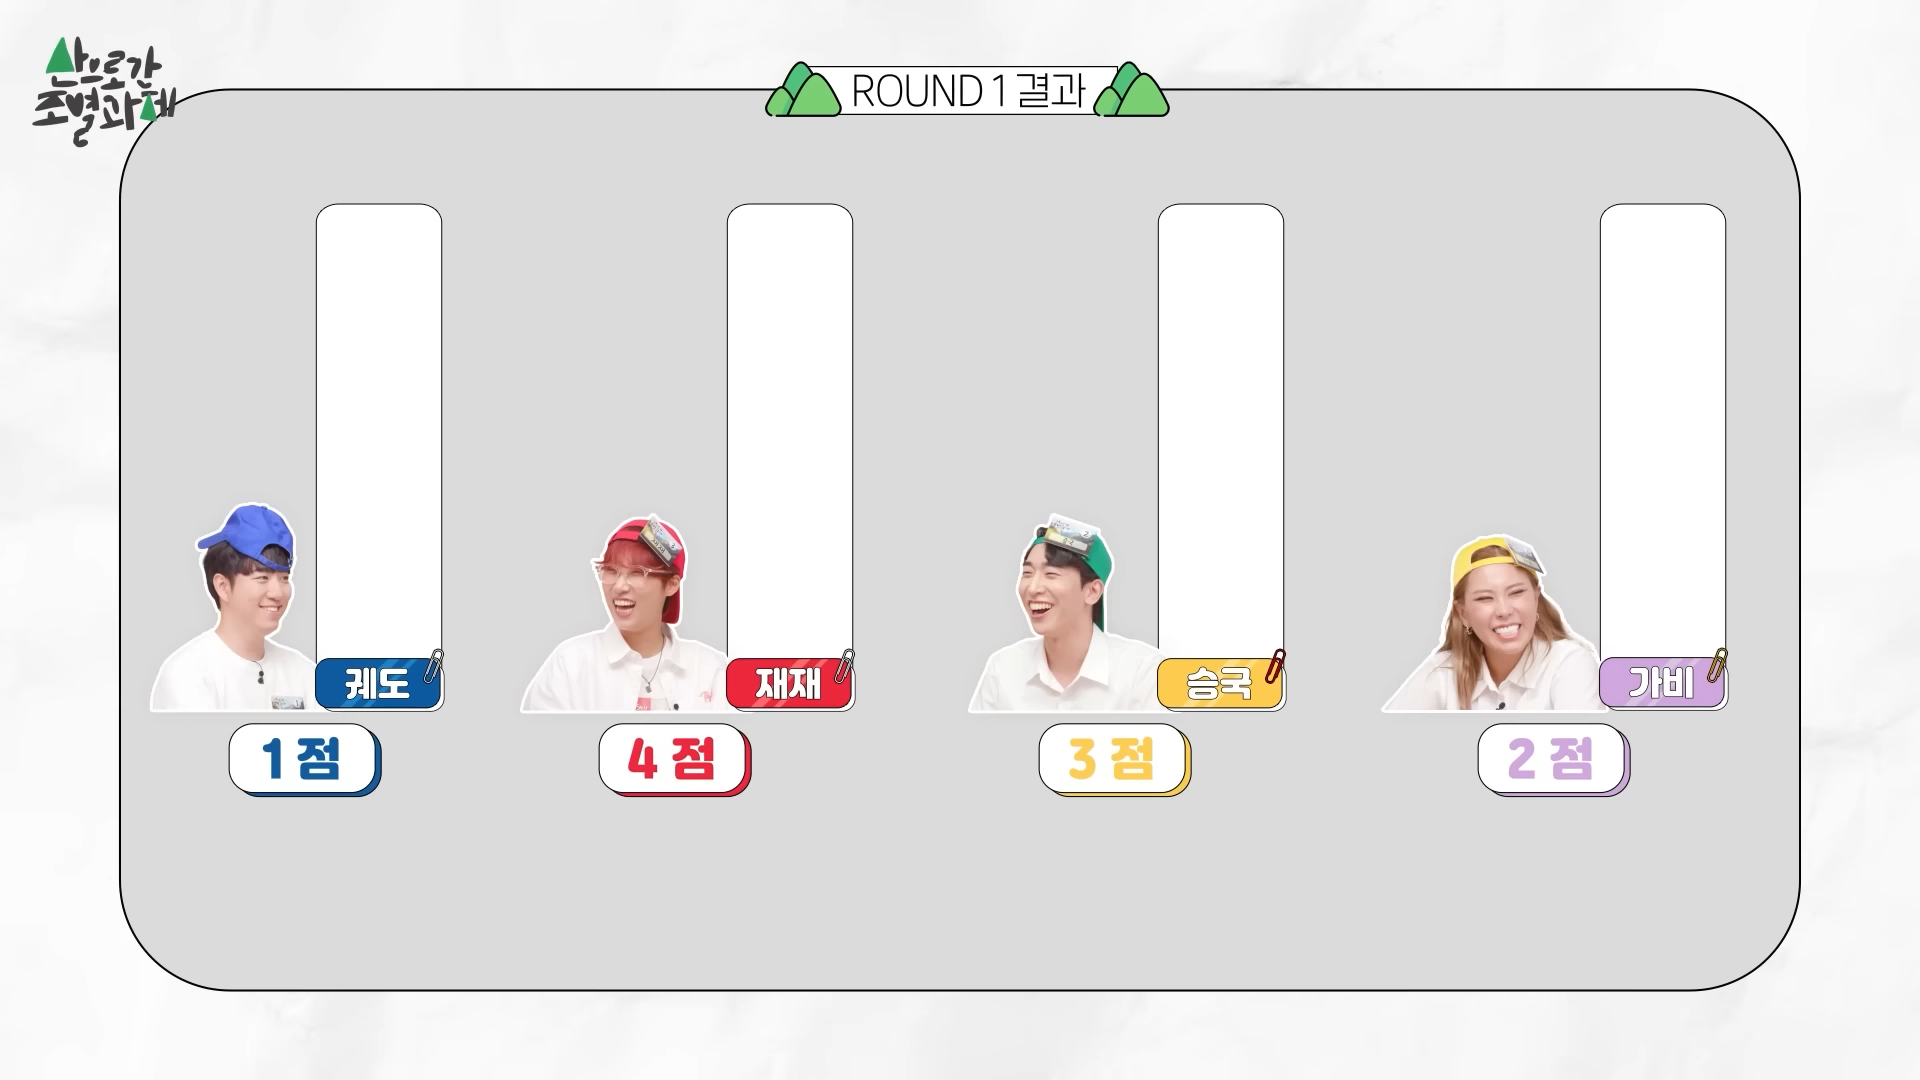 산으로간
조별과제
ROUND 1 결과
궤도
재재
승국
가비
1 점
4 점
3 점
2 점